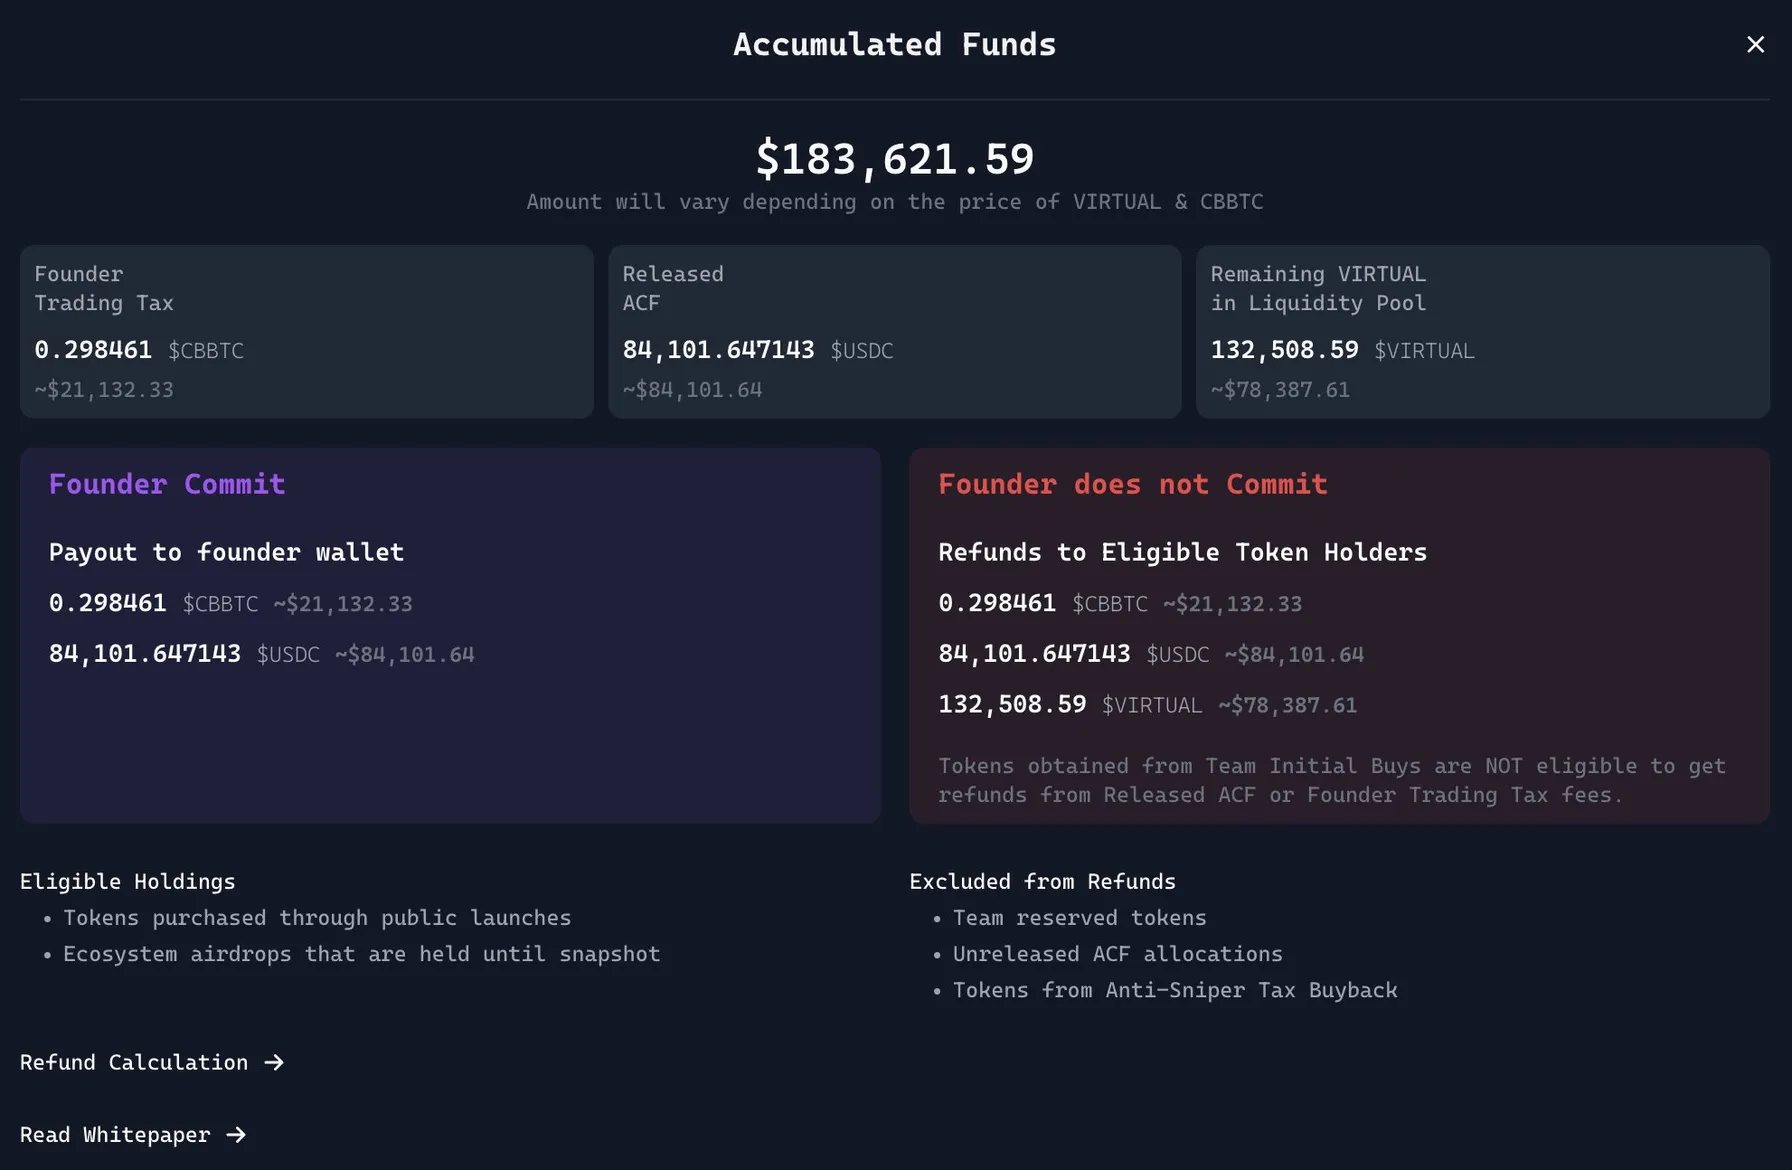 Accumulated Funds
$183,621.59
Amount will vary depending on the price of VIRTUAL & CBBTC
Founder
Trading Tax
0.298461 $CBBTC
~$21,132.33
Released
ACF
84,101.647143 $USDC
~$84,101.64
Remaining VIRTUAL
in Liquidity Pool
132,508.59 $VIRTUAL
~$78,387.61
Founder Commit
Payout to founder wallet
0.298461 $CBBTC ~$21,132.33
84,101.647143 $USDC ~$84,101.64
Founder does not Commit
Refunds to Eligible Token Holders
0.298461 $CBBTC ~$21,132.33
84,101.647143 $USDC ~$84,101.64
132,508.59 $VIRTUAL ~$78,387.61
Tokens obtained from Team Initial Buys are NOT eligible to get
refunds from Released ACF or Founder Trading Tax fees.
Eligible Holdings
• Tokens purchased through public launches
• Ecosystem airdrops that are held until snapshot
Excluded from Refunds
• Team reserved tokens
• Unreleased ACF allocations
• Tokens from Anti-Sniper Tax Buyback
Refund Calculation →
Read Whitepaper →